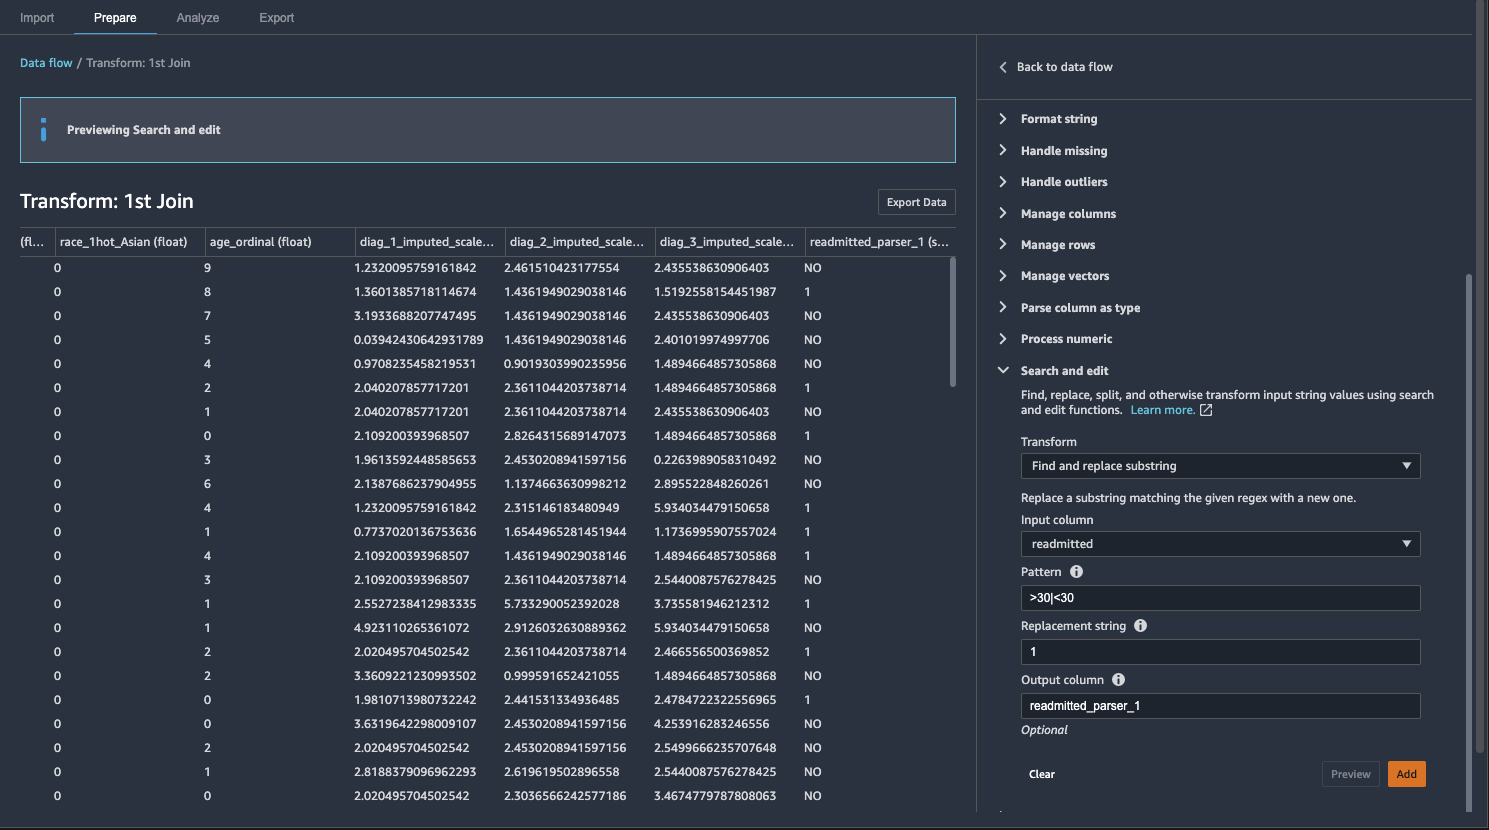 Import Prepare Analyze Export
Data flow / Transform: 1st Join
Previewing Search and edit
Transform: 1st Join
Export Data
(fl... race_1hot_Asian (float) age_ordinal (float) diag_1_imputed_scale... diag_2_imputed_scale... diag_3_imputed_scale... readmitted_parser_1 (s...
0 9 1.2320095759161842 2.461510423177554 2.435538630906403 NO
0 8 1.3601385718114674 1.4361949029038146 1.5192558154451987 1
0 7 3.1933688207747495 1.4361949029038146 2.435538630906403 NO
0 5 0.03942430642931789 1.4361949029038146 2.401019974997706 NO
0 4 0.9708235458219531 0.9019303990235956 1.4894664857305868 NO
0 2 2.040207857717201 2.3611044203738714 1.4894664857305868 1
0 1 2.040207857717201 2.3611044203738714 2.435538630906403 NO
0 0 2.109200393968507 2.8264315689147073 1.4894664857305868 1
0 3 1.9613592448585653 2.4530208941597156 0.2263989058310492 NO
0 6 2.1387686237904955 1.1374663630998212 2.895522848260261 NO
0 4 1.2320095759161842 2.315146183480949 5.934034479150658 1
0 1 0.7737020136753636 1.6544965281451944 1.1736995907557024 1
0 4 2.109200393968507 1.4361949029038146 1.4894664857305868 1
0 3 2.109200393968507 2.3611044203738714 2.5440087576278425 NO
0 1 2.5527238412983335 5.733290052392028 3.735581946212312 1
0 1 4.923110265361072 2.9126032630889362 5.934034479150658 NO
0 2 2.020495704502542 2.3611044203738714 2.466556500369852 1
0 2 3.3609221230993502 0.999591652421055 1.4894664857305868 NO
0 0 1.9810713980732242 2.441531334936485 2.4784722322556965 1
0 0 3.6319642298009107 2.4530208941597156 4.253916283246556 NO
0 2 2.020495704502542 2.4530208941597156 2.5499666235707648 NO
0 1 2.8188379096962293 2.619619502896558 2.5440087576278425 NO
0 0 2.020495704502542 2.3036566242577186 3.4674779787808063 NO
Back to data flow
Format string
Handle missing
Handle outliers
Manage columns
Manage rows
Manage vectors
Parse column as type
Process numeric
Search and edit
Find, replace, split, and otherwise transform input string values using search
and edit functions. Learn more.
Transform
Find and replace substring
Replace a substring matching the given regex with a new one.
Input column
readmitted
Pattern
>30|<30
Replacement string
1
Output column
readmitted_parser_1
Optional
Clear Preview Add